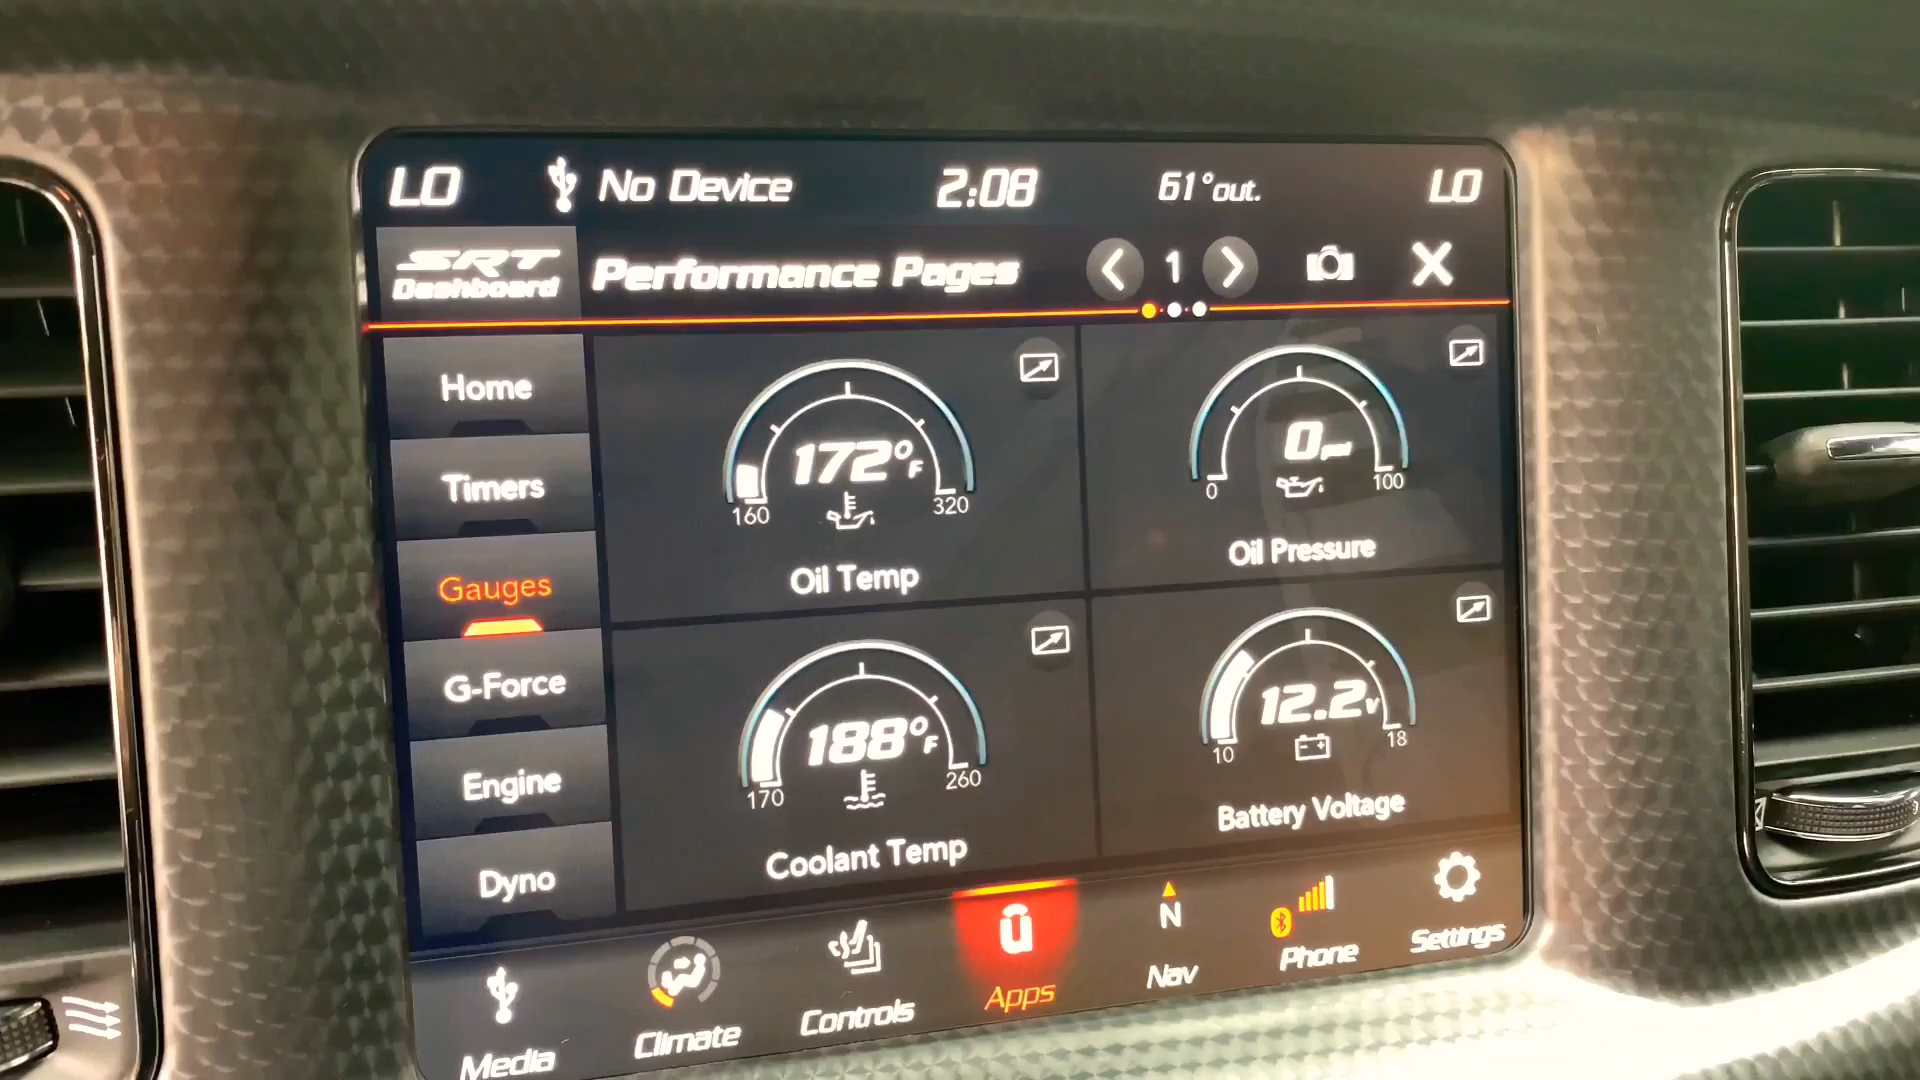 LO No Device 2:08 61°out. LO
SRT Dashboard
Performance Pages 1
Home
Timers
Gauges
G-Force
Engine
Dyno
172°F
160 320
Oil Temp
0
0 100
Oil Pressure
188°F
170 260
Coolant Temp
12.2V
10 18
Battery Voltage
Media Climate Controls Apps N Nav Phone Settings